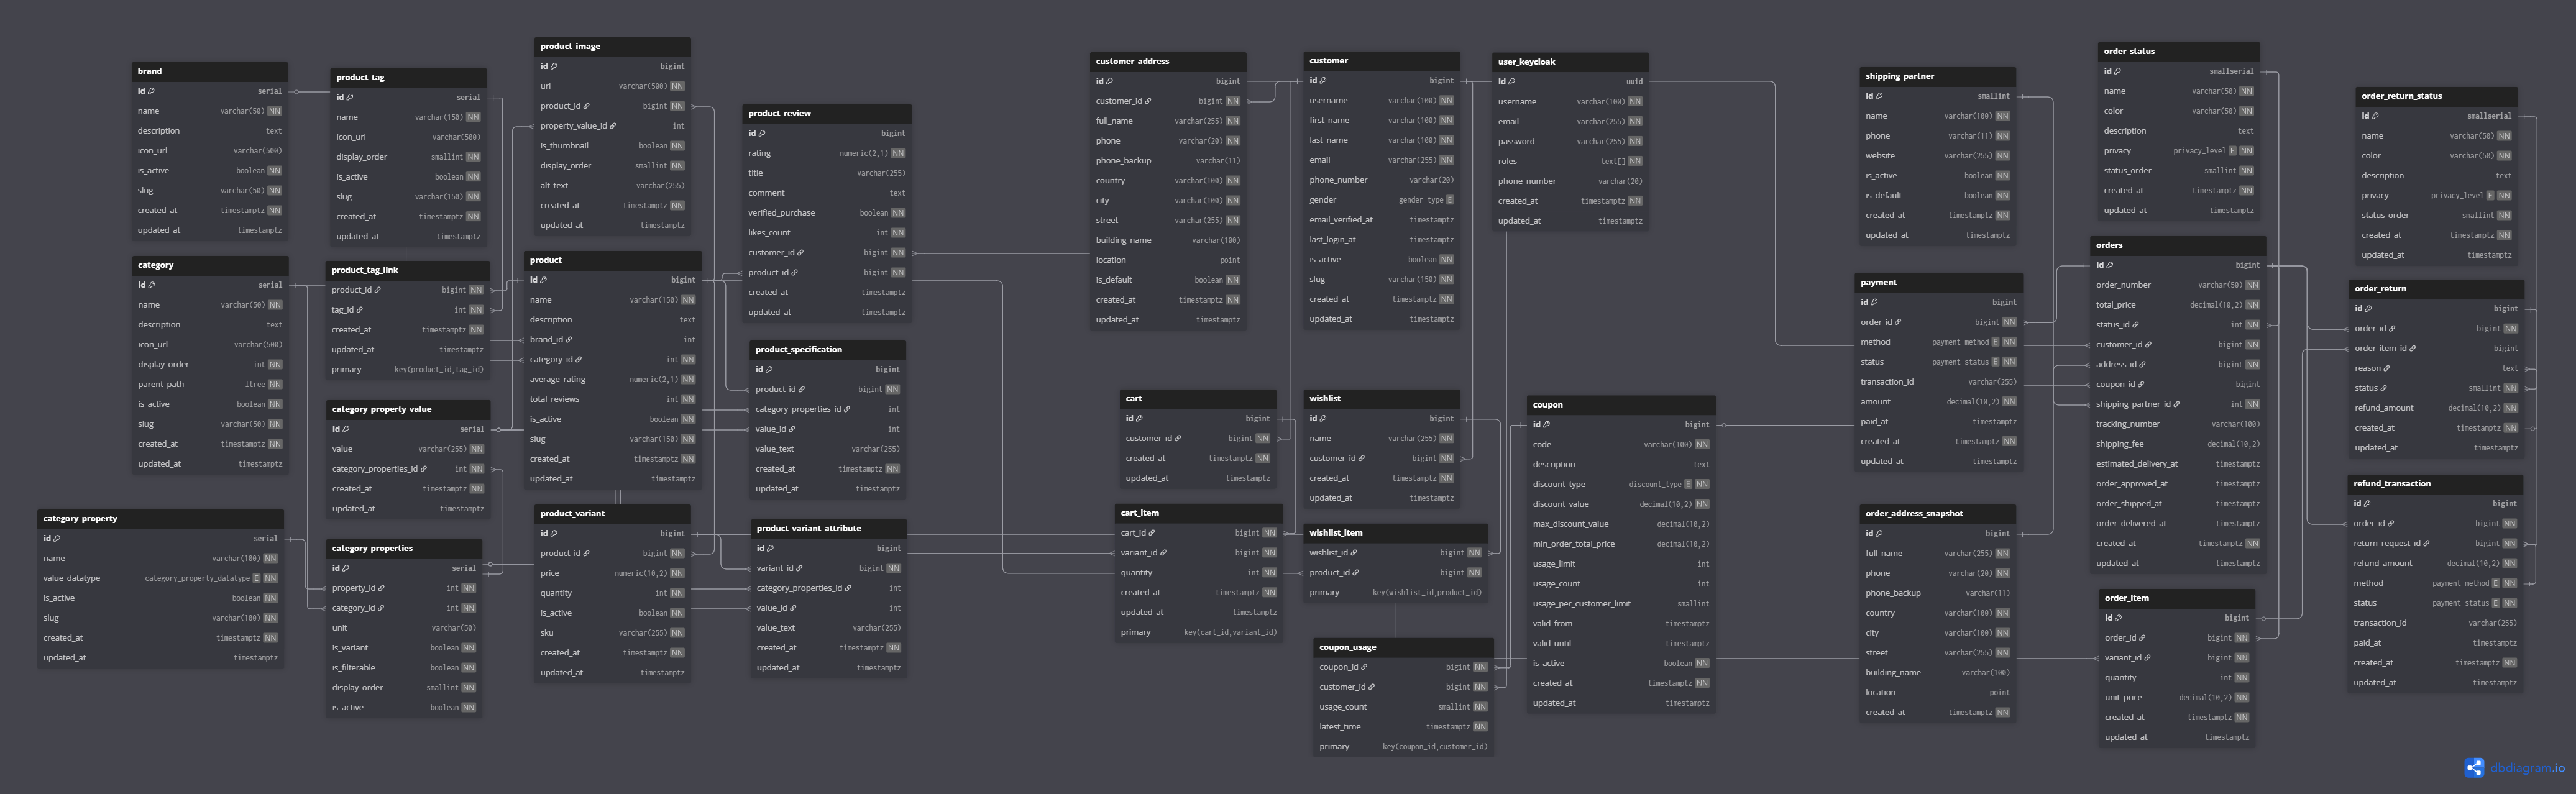 brand
id serial
name varchar(50) NN
description text
icon_url varchar(500)
is_active boolean NN
slug varchar(50) NN
created_at timestamptz NN
updated_at timestamptz
category
id serial
name varchar(50) NN
description text
icon_url varchar(500)
display_order int NN
parent_path ltree NN
is_active boolean NN
slug varchar(50) NN
created_at timestamptz NN
updated_at timestamptz
category_property
id serial
name varchar(100) NN
value_datatype category_property_datatype E NN
is_active boolean NN
slug varchar(100) NN
created_at timestamptz NN
updated_at timestamptz
product_tag
id serial
name varchar(150) NN
icon_url varchar(500)
display_order smallint NN
is_active boolean NN
slug varchar(150) NN
created_at timestamptz NN
updated_at timestamptz
product_tag_link
product_id bigint NN
tag_id int NN
created_at timestamptz NN
updated_at timestamptz
primary key(product_id,tag_id)
category_property_value
id serial
value varchar(255) NN
category_properties_id int NN
created_at timestamptz NN
updated_at timestamptz
category_properties
id serial
property_id int NN
category_id int NN
unit varchar(50)
is_variant boolean NN
is_filterable boolean NN
display_order smallint NN
is_active boolean NN
product_image
id bigint
url varchar(500) NN
product_id bigint NN
property_value_id int
is_thumbnail boolean NN
display_order smallint NN
alt_text varchar(255)
created_at timestamptz NN
updated_at timestamptz
product
id bigint
name varchar(150) NN
description text
brand_id int
category_id int NN
average_rating numeric(2,1) NN
total_reviews int NN
is_active boolean NN
slug varchar(150) NN
created_at timestamptz NN
updated_at timestamptz
product_variant
id bigint
product_id bigint NN
price numeric(10,2) NN
quantity int NN
is_active boolean NN
sku varchar(255) NN
created_at timestamptz NN
updated_at timestamptz
product_review
id bigint
rating numeric(2,1) NN
title varchar(255)
comment text
verified_purchase boolean NN
likes_count int NN
customer_id bigint NN
product_id bigint NN
created_at timestamptz
updated_at timestamptz
product_specification
id bigint
product_id bigint NN
category_properties_id int
value_id int
value_text varchar(255)
created_at timestamptz NN
updated_at timestamptz
product_variant_attribute
id bigint
variant_id bigint NN
category_properties_id int
value_id int
value_text varchar(255)
created_at timestamptz NN
updated_at timestamptz
customer_address
id bigint
customer_id bigint NN
full_name varchar(255) NN
phone varchar(20) NN
phone_backup varchar(11)
country varchar(100) NN
city varchar(100) NN
street varchar(255) NN
building_name varchar(100)
location point
is_default boolean NN
created_at timestamptz NN
updated_at timestamptz
cart
id bigint
customer_id bigint NN
created_at timestamptz NN
updated_at timestamptz
cart_item
cart_id bigint NN
variant_id bigint NN
quantity int NN
created_at timestamptz NN
updated_at timestamptz
primary key(cart_id,variant_id)
customer
id bigint
username varchar(100) NN
first_name varchar(100) NN
last_name varchar(100) NN
email varchar(255) NN
phone_number varchar(20)
gender gender_type E
email_verified_at timestamptz
last_login_at timestamptz
is_active boolean NN
slug varchar(150) NN
created_at timestamptz NN
updated_at timestamptz
wishlist
id bigint
name varchar(255) NN
customer_id bigint NN
created_at timestamptz NN
updated_at timestamptz
wishlist_item
wishlist_id bigint NN
product_id bigint NN
primary key(wishlist_id,product_id)
coupon_usage
coupon_id bigint NN
customer_id bigint NN
usage_count smallint NN
latest_time timestamptz NN
primary key(coupon_id,customer_id)
user_keycloak
id uuid
username varchar(100) NN
email varchar(255) NN
password varchar(255) NN
roles text[] NN
phone_number varchar(20)
created_at timestamptz NN
updated_at timestamptz
coupon
id bigint
code varchar(100) NN
description text
discount_type discount_type E NN
discount_value decimal(10,2) NN
max_discount_value decimal(10,2)
min_order_total_price decimal(10,2)
usage_limit int
usage_count int
usage_per_customer_limit smallint
valid_from timestamptz
valid_until timestamptz
is_active boolean NN
created_at timestamptz NN
updated_at timestamptz
shipping_partner
id smallint
name varchar(100) NN
phone varchar(11) NN
website varchar(255) NN
is_active boolean NN
is_default boolean NN
created_at timestamptz NN
updated_at timestamptz
payment
id bigint
order_id bigint NN
method payment_method E NN
status payment_status E NN
transaction_id varchar(255)
amount decimal(10,2) NN
paid_at timestamptz
created_at timestamptz NN
updated_at timestamptz
order_address_snapshot
id bigint
full_name varchar(255) NN
phone varchar(20) NN
phone_backup varchar(11)
country varchar(100) NN
city varchar(100) NN
street varchar(255) NN
building_name varchar(100)
location point
created_at timestamptz NN
order_status
id smallserial
name varchar(50) NN
color varchar(50) NN
description text
privacy privacy_level E NN
status_order smallint NN
created_at timestamptz NN
updated_at timestamptz
orders
id bigint
order_number varchar(50) NN
total_price decimal(10,2) NN
status_id int NN
customer_id bigint NN
address_id bigint NN
coupon_id bigint
shipping_partner_id int NN
tracking_number varchar(100)
shipping_fee decimal(10,2)
estimated_delivery_at timestamptz
order_approved_at timestamptz
order_shipped_at timestamptz
order_delivered_at timestamptz
created_at timestamptz NN
updated_at timestamptz
order_item
id bigint
order_id bigint NN
variant_id bigint NN
quantity int NN
unit_price decimal(10,2) NN
created_at timestamptz NN
updated_at timestamptz
order_return_status
id smallserial
name varchar(50) NN
color varchar(50) NN
description text
privacy privacy_level E NN
status_order smallint NN
created_at timestamptz NN
updated_at timestamptz
order_return
id bigint
order_id bigint NN
order_item_id bigint
reason text NN
status smallint NN
refund_amount decimal(10,2) NN
created_at timestamptz NN
updated_at timestamptz
refund_transaction
id bigint
order_id bigint NN
return_request_id bigint NN
refund_amount decimal(10,2) NN
method payment_method E NN
status payment_status E NN
transaction_id varchar(255)
paid_at timestamptz
created_at timestamptz NN
updated_at timestamptz
dbdiagram.io